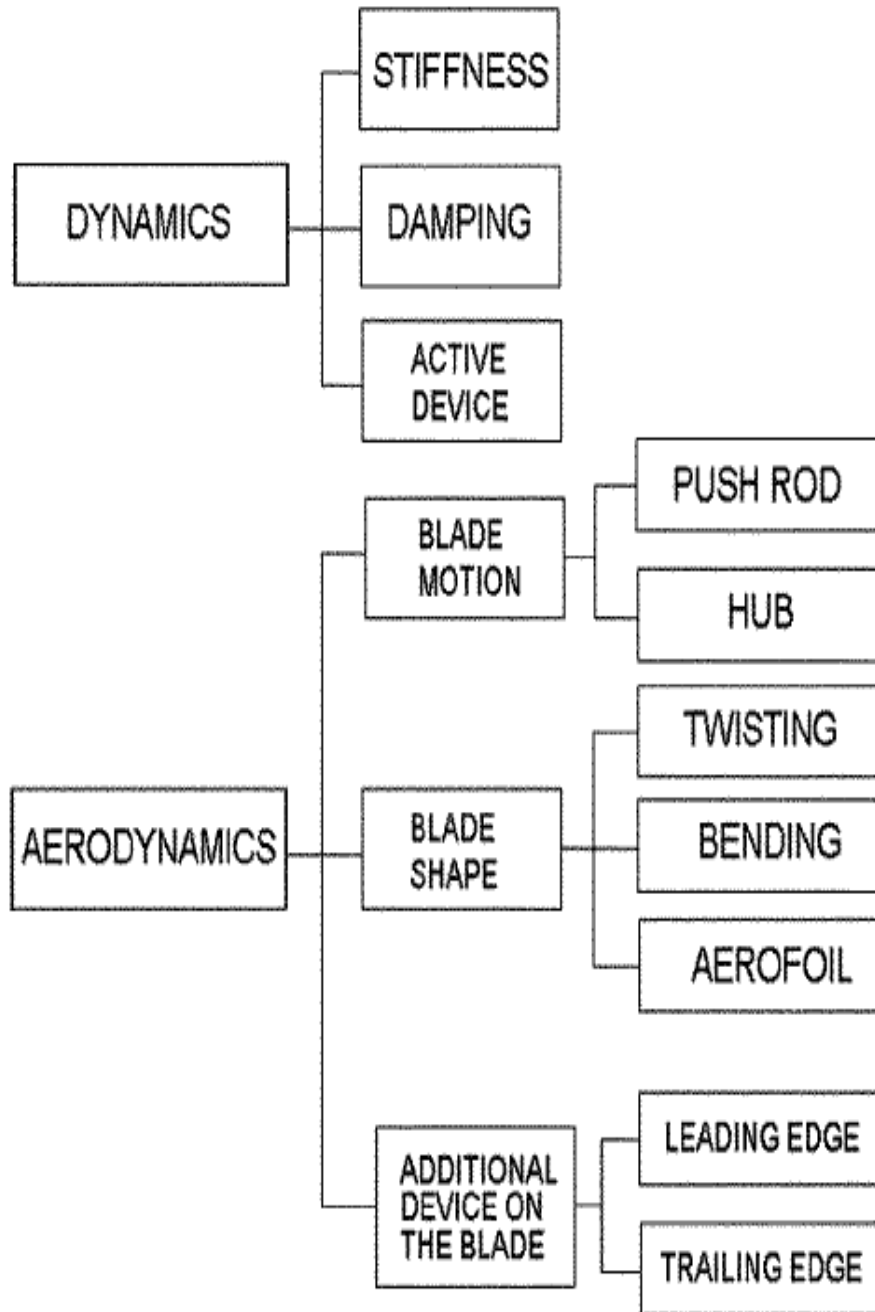 STIFFNESS
DYNAMICS
DAMPING
ACTIVE
DEVICE
BLADE
MOTION
PUSH ROD
HUB
AERODYNAMICS
BLADE
SHAPE
TWISTING
BENDING
AEROFOIL
ADDITIONAL
DEVICE ON
THE BLADE
LEADING EDGE
TRAILING EDGE